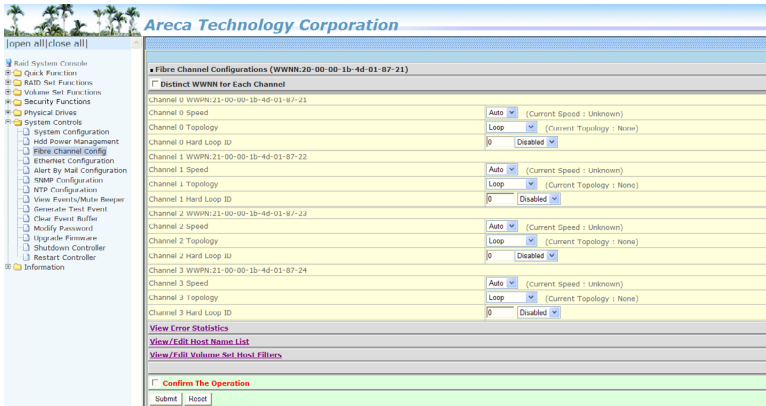 Areca Technology Corporation
|open all|close all|
Raid System Console
Quick Function
RAID Set Functions
Volume Set Functions
Security Functions
Physical Drives
System Controls
System Configuration
Hdd Power Management
Fibre Channel Config
EtherNet Configuration
Alert By Mail Configuration
SNMP Configuration
NTP Configuration
View Events/Mute Beeper
Generate Test Event
Clear Event Buffer
Modify Password
Upgrade Firmware
Shutdown Controller
Restart Controller
Information
Fibre Channel Configurations (WWNN:20-00-00-1b-4d-01-87-21)
Distinct WWNN for Each Channel
Channel 0 WWPN:21-00-00-1b-4d-01-87-21
Channel 0 Speed Auto (Current Speed : Unknown)
Channel 0 Topology Loop (Current Topology : None)
Channel 0 Hard Loop ID 0 Disabled
Channel 1 WWPN:21-00-00-1b-4d-01-87-22
Channel 1 Speed Auto (Current Speed : Unknown)
Channel 1 Topology Loop (Current Topology : None)
Channel 1 Hard Loop ID 0 Disabled
Channel 2 WWPN:21-00-00-1b-4d-01-87-23
Channel 2 Speed Auto (Current Speed : Unknown)
Channel 2 Topology Loop (Current Topology : None)
Channel 2 Hard Loop ID 0 Disabled
Channel 3 WWPN:21-00-00-1b-4d-01-87-24
Channel 3 Speed Auto (Current Speed : Unknown)
Channel 3 Topology Loop (Current Topology : None)
Channel 3 Hard Loop ID 0 Disabled
View Error Statistics
View/Edit Host Name List
View/Edit Volume Set Host Filters
Confirm The Operation
Submit Reset